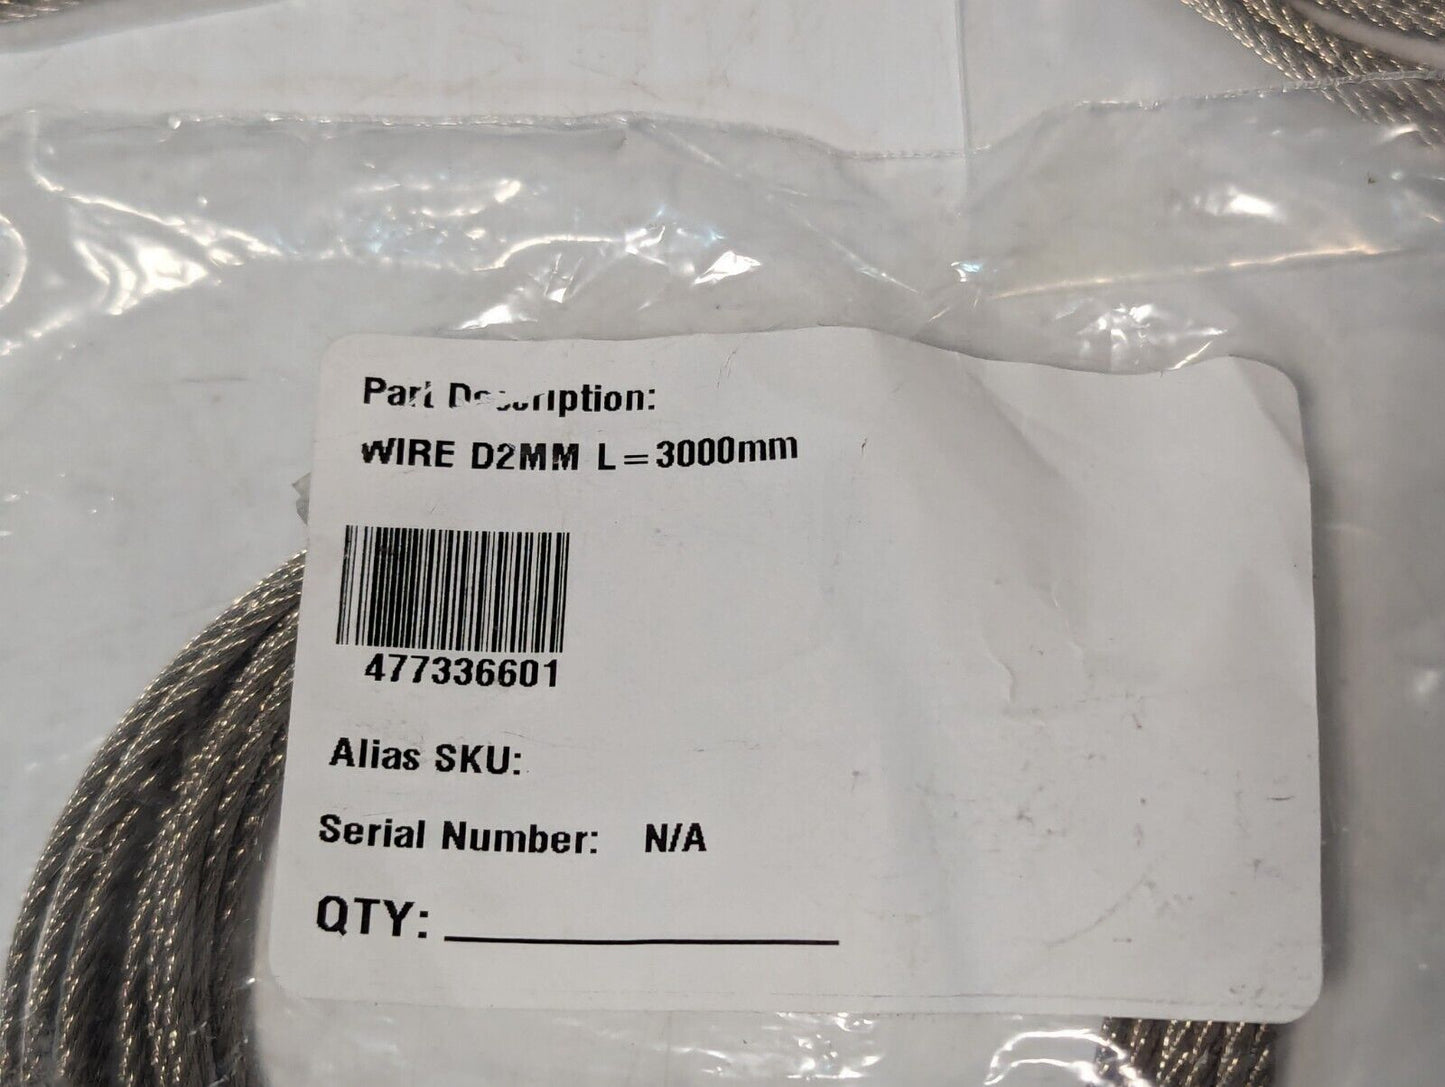 Part Description:
WIRE D2MM L=3000mm
477336601
Alias SKU:
Serial Number: N/A
QTY: